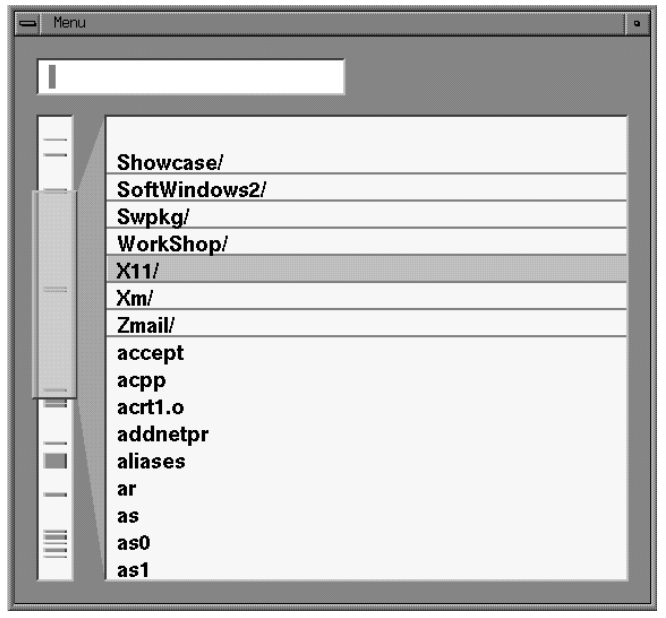 Menu
Showcase/
SoftWindows2/
Swpkg/
WorkShop/
X11/
Xm/
Zmail/
accept
acpp
acrt1.o
addnetpr
aliases
ar
as
as0
as1